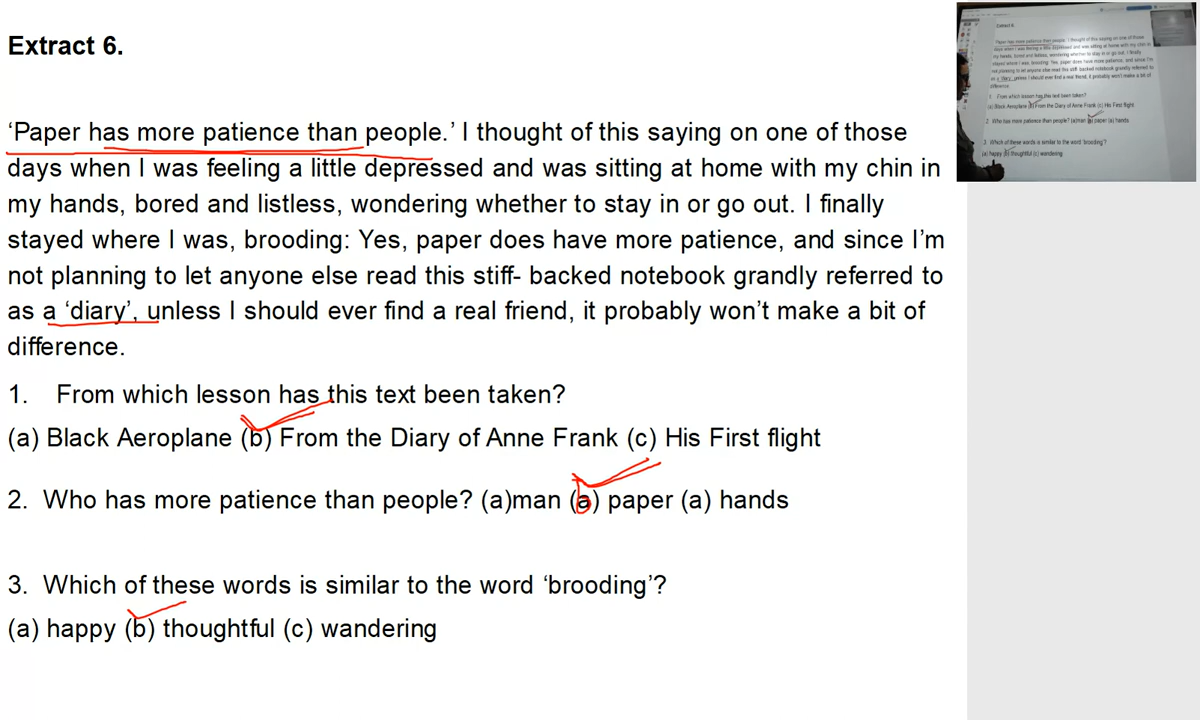 Extract 6.
‘Paper has more patience than people.’ I thought of this saying on one of those
days when I was feeling a little depressed and was sitting at home with my chin in
my hands, bored and listless, wondering whether to stay in or go out. I finally
stayed where I was, brooding: Yes, paper does have more patience, and since I’m
not planning to let anyone else read this stiff- backed notebook grandly referred to
as a ‘diary’, unless I should ever find a real friend, it probably won’t make a bit of
difference.
1. From which lesson has this text been taken?
(a) Black Aeroplane (b) From the Diary of Anne Frank (c) His First flight
2. Who has more patience than people? (a)man (b) paper (a) hands
3. Which of these words is similar to the word ‘brooding’?
(a) happy (b) thoughtful (c) wandering